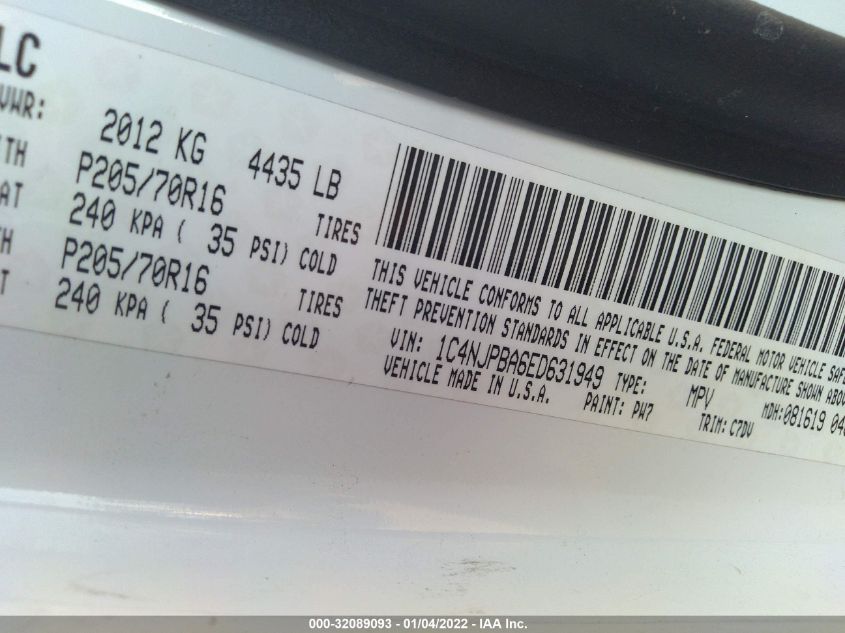 LC
VWR:
2012 KG 4435 LB
ITH P205/70R16 TIRES
AT 240 KPA ( 35 PSI) COLD
TH P205/70R16 TIRES
T 240 KPA ( 35 PSI) COLD
THIS VEHICLE CONFORMS TO ALL APPLICABLE U.S.A. FEDERAL MOTOR VEHICLE SAFE
THEFT PREVENTION STANDARDS IN EFFECT ON THE DATE OF MANUFACTURE SHOWN ABOV
VIN: 1C4NJPBA6ED631949 TYPE: MPV MDH:081619 04
VEHICLE MADE IN U.S.A. PAINT: PW7 TRIM: C7DV
000-32089093 - 01/04/2022 - IAA Inc.